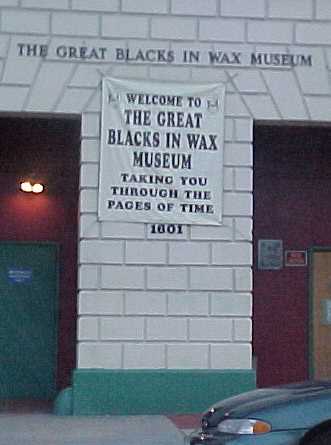 THE GREAT BLACKS IN WAX MUSEUM
WELCOME TO
THE GREAT
BLACKS IN WAX
MUSEUM
TAKING YOU
THROUGH THE
PAGES OF TIME
1601